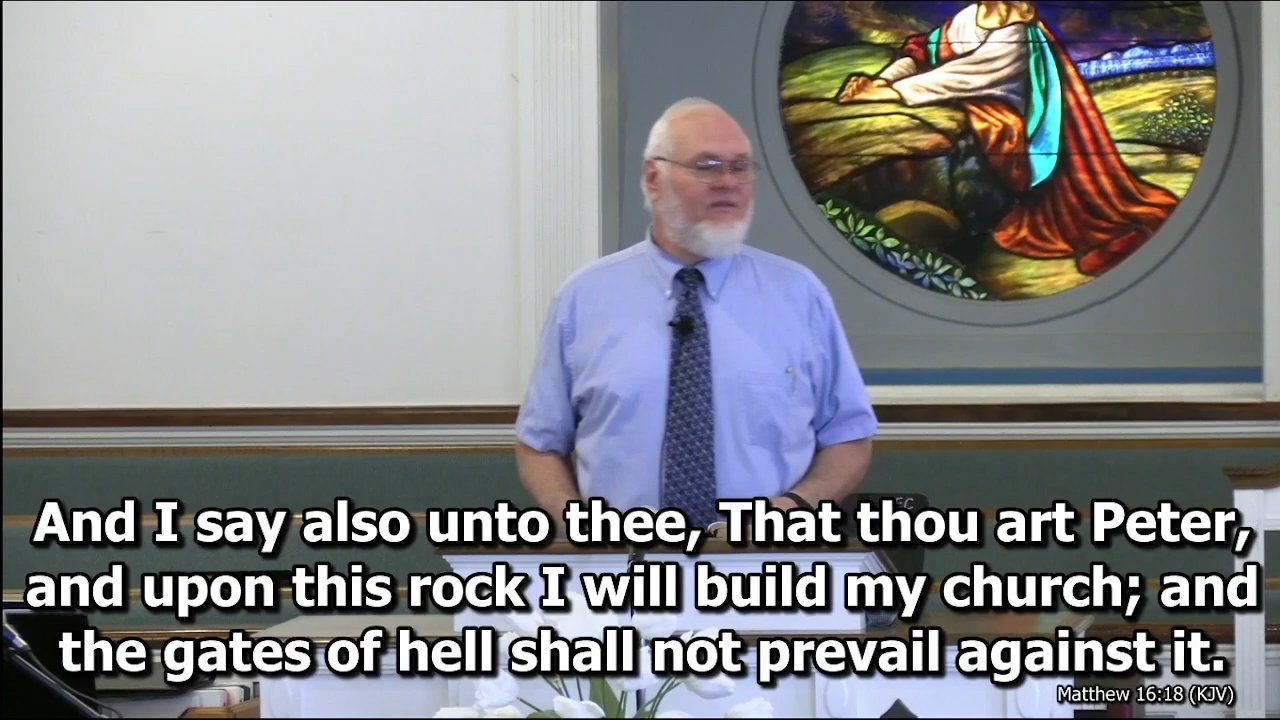 And I say also unto thee, That thou art Peter,
and upon this rock I will build my church; and
the gates of hell shall not prevail against it.
Matthew 16:18 (KJV)